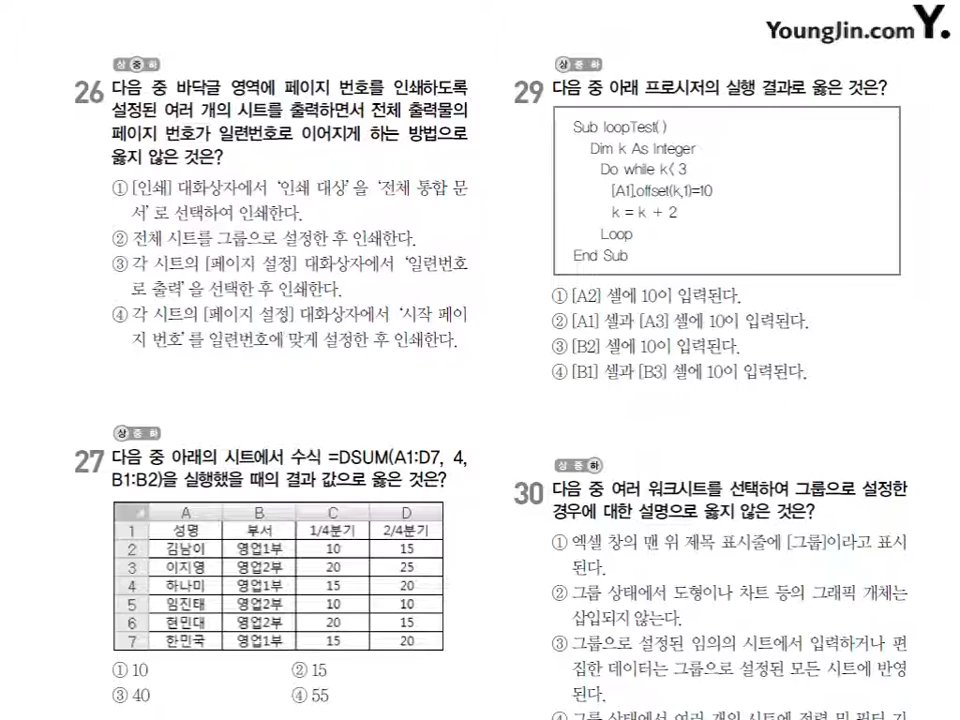 YoungJin.com Y.
상 중 하
26 다음 중 바닥글 영역에 페이지 번호를 인쇄하도록
설정된 여러 개의 시트를 출력하면서 전체 출력물의
페이지 번호가 일련번호로 이어지게 하는 방법으로
옳지 않은 것은?
① [인쇄] 대화상자에서 ‘인쇄 대상’을 ‘전체 통합 문
서’로 선택하여 인쇄한다.
② 전체 시트를 그룹으로 설정한 후 인쇄한다.
③ 각 시트의 [페이지 설정] 대화상자에서 ‘일련번호
로 출력’을 선택한 후 인쇄한다.
④ 각 시트의 [페이지 설정] 대화상자에서 ‘시작 페이
지 번호’를 일련번호에 맞게 설정한 후 인쇄한다.
상 중 하
27 다음 중 아래의 시트에서 수식 =DSUM(A1:D7, 4,
B1:B2)을 실행했을 때의 결과 값으로 옳은 것은?
A B C D
1 성명 부서 1/4분기 2/4분기
2 김남이 영업1부 10 15
3 이지영 영업2부 20 25
4 하나미 영업1부 15 20
5 임진태 영업2부 10 10
6 현민대 영업2부 20 15
7 한민국 영업1부 15 20
① 10 ② 15
③ 40 ④ 55
상 중 하
29 다음 중 아래 프로시저의 실행 결과로 옳은 것은?
Sub loopTest( )
Dim k As Integer
Do while k< 3
[A1].offset(k,1)=10
k = k + 2
Loop
End Sub
① [A2] 셀에 10이 입력된다.
② [A1] 셀과 [A3] 셀에 10이 입력된다.
③ [B2] 셀에 10이 입력된다.
④ [B1] 셀과 [B3] 셀에 10이 입력된다.
상 중 하
30 다음 중 여러 워크시트를 선택하여 그룹으로 설정한
경우에 대한 설명으로 옳지 않은 것은?
① 엑셀 창의 맨 위 제목 표시줄에 [그룹]이라고 표시
된다.
② 그룹 상태에서 도형이나 차트 등의 그래픽 개체는
삽입되지 않는다.
③ 그룹으로 설정된 임의의 시트에서 입력하거나 편
집한 데이터는 그룹으로 설정된 모든 시트에 반영
된다.
④ 그룹 상태에서 여러 개의 시트에 정렬 및 필터 기